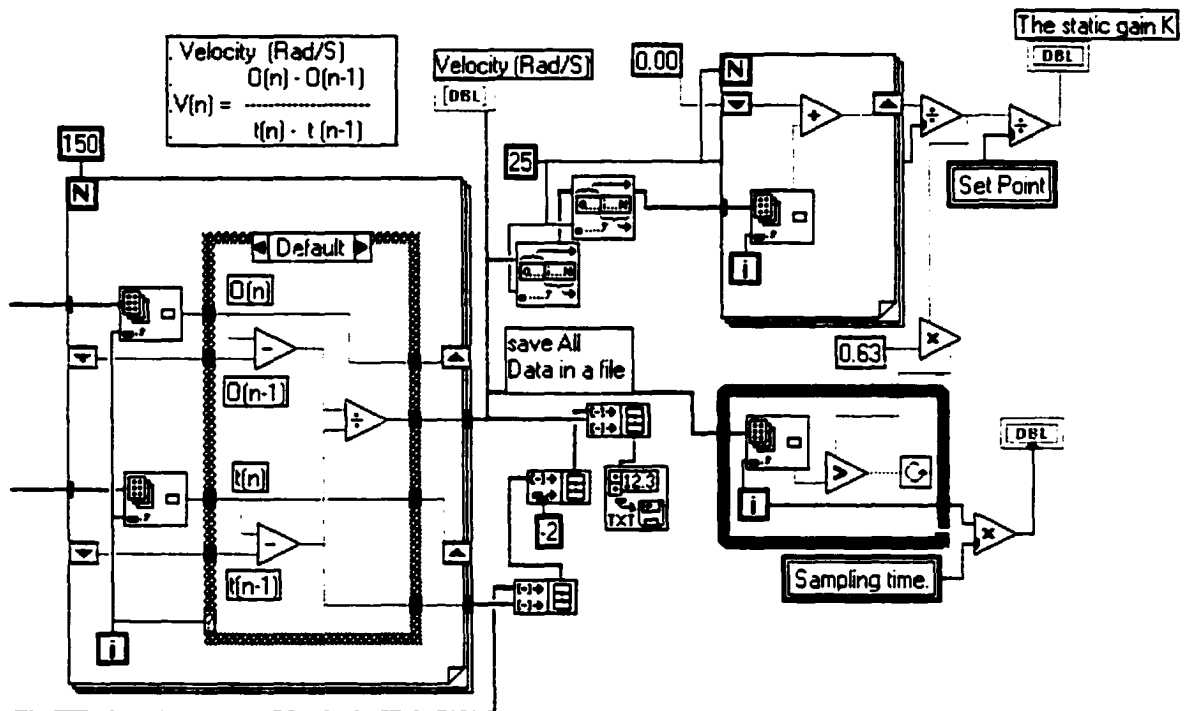 The static gain K
DBL
Velocity (Rad/S)
O(n) - O(n-1)
V(n) =
t(n) - t (n-1)
Velocity (Rad/S)
[DBL]
0.00
N
150
25
N
Set Point
Default
i
O(n)
save All
Data in a file
0.63
O(n-1)
DBL
t(n)
12.3
i
TXT
-2
t(n-1)
Sampling time.
i